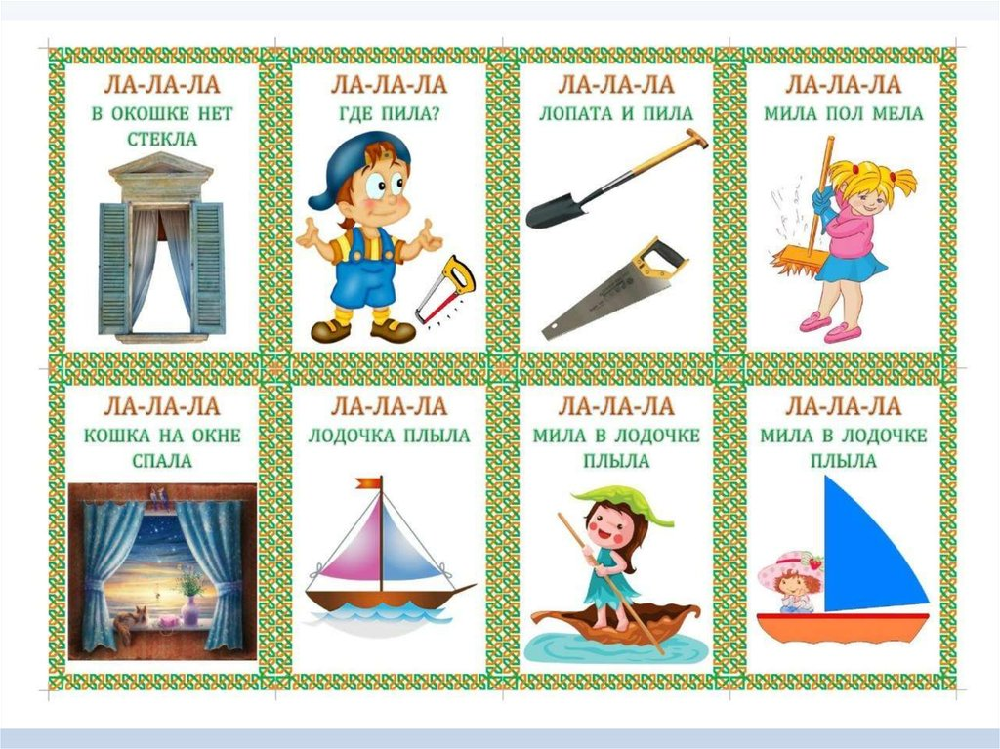 ЛА-ЛА-ЛА
В ОКОШКЕ НЕТ
СТЕКЛА
ЛА-ЛА-ЛА
ГДЕ ПИЛА?
ЛА-ЛА-ЛА
ЛОПАТА И ПИЛА
ЛА-ЛА-ЛА
МИЛА ПОЛ МЕЛА
ЛА-ЛА-ЛА
КОШКА НА ОКНЕ
СПАЛА
ЛА-ЛА-ЛА
ЛОДОЧКА ПЛЫЛА
ЛА-ЛА-ЛА
МИЛА В ЛОДОЧКЕ
ПЛЫЛА
ЛА-ЛА-ЛА
МИЛА В ЛОДОЧКЕ
ПЛЫЛА